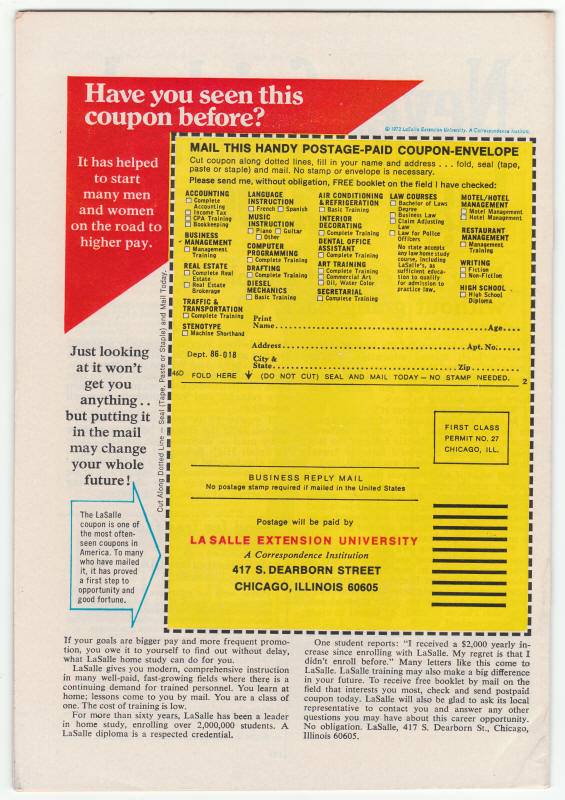 Have you seen this
coupon before?
© 1973 LaSalle Extension University. A Correspondence Institution.
It has helped
to start
many men
and women
on the road to
higher pay.
Just looking
at it won't
get you
anything . .
but putting it
in the mail
may change
your whole
future!
The LaSalle
coupon is one of
the most often-
seen coupons in
America. To many
who have mailed
it, it has proved
a first step to
opportunity and
good fortune.
Cut Along Dotted Line — Seal (Tape, Paste or Staple) and Mail Today.
MAIL THIS HANDY POSTAGE-PAID COUPON-ENVELOPE
Cut coupon along dotted lines, fill in your name and address . . . fold, seal (tape,
paste or staple) and mail. No stamp or envelope is necessary.
Please send me, without obligation, FREE booklet on the field I have checked:
ACCOUNTING
Complete
Accounting
Income Tax
CPA Training
Bookkeeping
BUSINESS
MANAGEMENT
Management
Training
REAL ESTATE
Complete Real
Estate
Real Estate
Brokerage
TRAFFIC &
TRANSPORTATION
Complete Training
STENOTYPE
Machine Shorthand
LANGUAGE
INSTRUCTION
French Spanish
MUSIC
INSTRUCTION
Piano Guitar
Other
COMPUTER
PROGRAMMING
Complete Training
DRAFTING
Complete Training
DIESEL
MECHANICS
Basic Training
AIR CONDITIONING
& REFRIGERATION
Basic Training
INTERIOR
DECORATING
Complete Training
DENTAL OFFICE
ASSISTANT
Complete Training
ART TRAINING
Complete Training
Commercial Art
Oil, Water Color
SECRETARIAL
Complete Training
LAW COURSES
Bachelor of Laws
Degree
Business Law
Claim Adjusting
Law
Law for Police
Officers
No state accepts
any law home study
course, including
LaSalle's, as
sufficient educa-
tion to qualify
for admission to
practice law.
MOTEL/HOTEL
MANAGEMENT
Motel Management
Hotel Management
RESTAURANT
MANAGEMENT
Management
Training
WRITING
Fiction
Non-Fiction
HIGH SCHOOL
High School
Diploma
Print
Name Age
Address Apt. No.
Dept. 86-018
City &
State Zip
46D FOLD HERE (DO NOT CUT) SEAL AND MAIL TODAY—NO STAMP NEEDED. 2
FIRST CLASS
PERMIT NO. 27
CHICAGO, ILL.
BUSINESS REPLY MAIL
No postage stamp required if mailed in the United States
Postage will be paid by
LA SALLE EXTENSION UNIVERSITY
A Correspondence Institution
417 S. DEARBORN STREET
CHICAGO, ILLINOIS 60605
If your goals are bigger pay and more frequent promo-
tion, you owe it to yourself to find out without delay,
what LaSalle home study can do for you.
LaSalle gives you modern, comprehensive instruction
in many well-paid, fast-growing fields where there is a
continuing demand for trained personnel. You learn at
home; lessons come to you by mail. You are a class of
one. The cost of training is low.
For more than sixty years, LaSalle has been a leader
in home study, enrolling over 2,000,000 students. A
LaSalle diploma is a respected credential.
One student reports: "I received a $2,000 yearly in-
crease since enrolling with LaSalle. My regret is that I
didn't enroll before." Many letters like this come to
LaSalle. LaSalle training may also make a big difference
in your future. To receive free booklet by mail on the
field that interests you most, check and send postpaid
coupon today. LaSalle will also be glad to ask its local
representative to contact you and answer any other
questions you may have about this career opportunity.
No obligation. LaSalle, 417 S. Dearborn St., Chicago,
Illinois 60605.